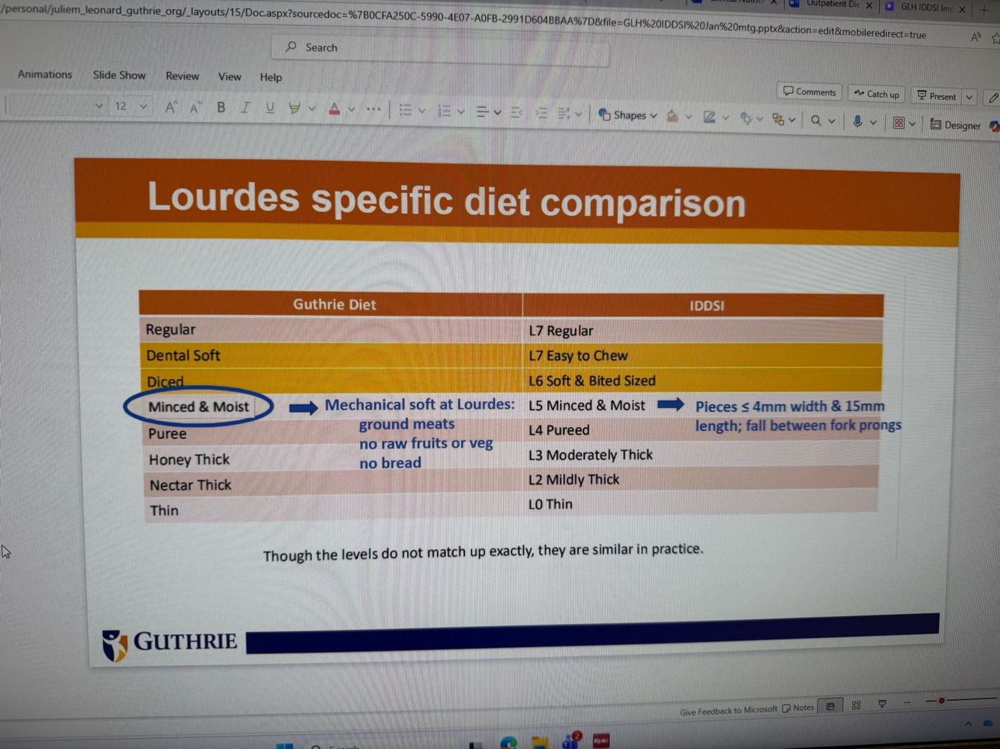 /personal/juliem_leonard_guthrie_org/_layouts/15/Doc.aspx?sourcedoc=%7B0CFA250C-5990-4E07-A0FB-2991D604BBAA%7D&file=GLH%20IDDSI%20Jan%20mtg.pptx&action=edit&mobileredirect=true
Outpatient Die
GLH IDDSI Imp
Search
Animations Slide Show Review View Help
Comments Catch up Present
12
B I U A
Shapes
Designer
Lourdes specific diet comparison
Guthrie Diet IDDSI
Regular L7 Regular
Dental Soft L7 Easy to Chew
Diced L6 Soft & Bited Sized
Minced & Moist Mechanical soft at Lourdes: L5 Minced & Moist Pieces ≤ 4mm width & 15mm
ground meats length; fall between fork prongs
Puree L4 Pureed
no raw fruits or veg
Honey Thick L3 Moderately Thick
no bread
Nectar Thick L2 Mildly Thick
Thin L0 Thin
Though the levels do not match up exactly, they are similar in practice.
GUTHRIE
Give Feedback to Microsoft Notes
2